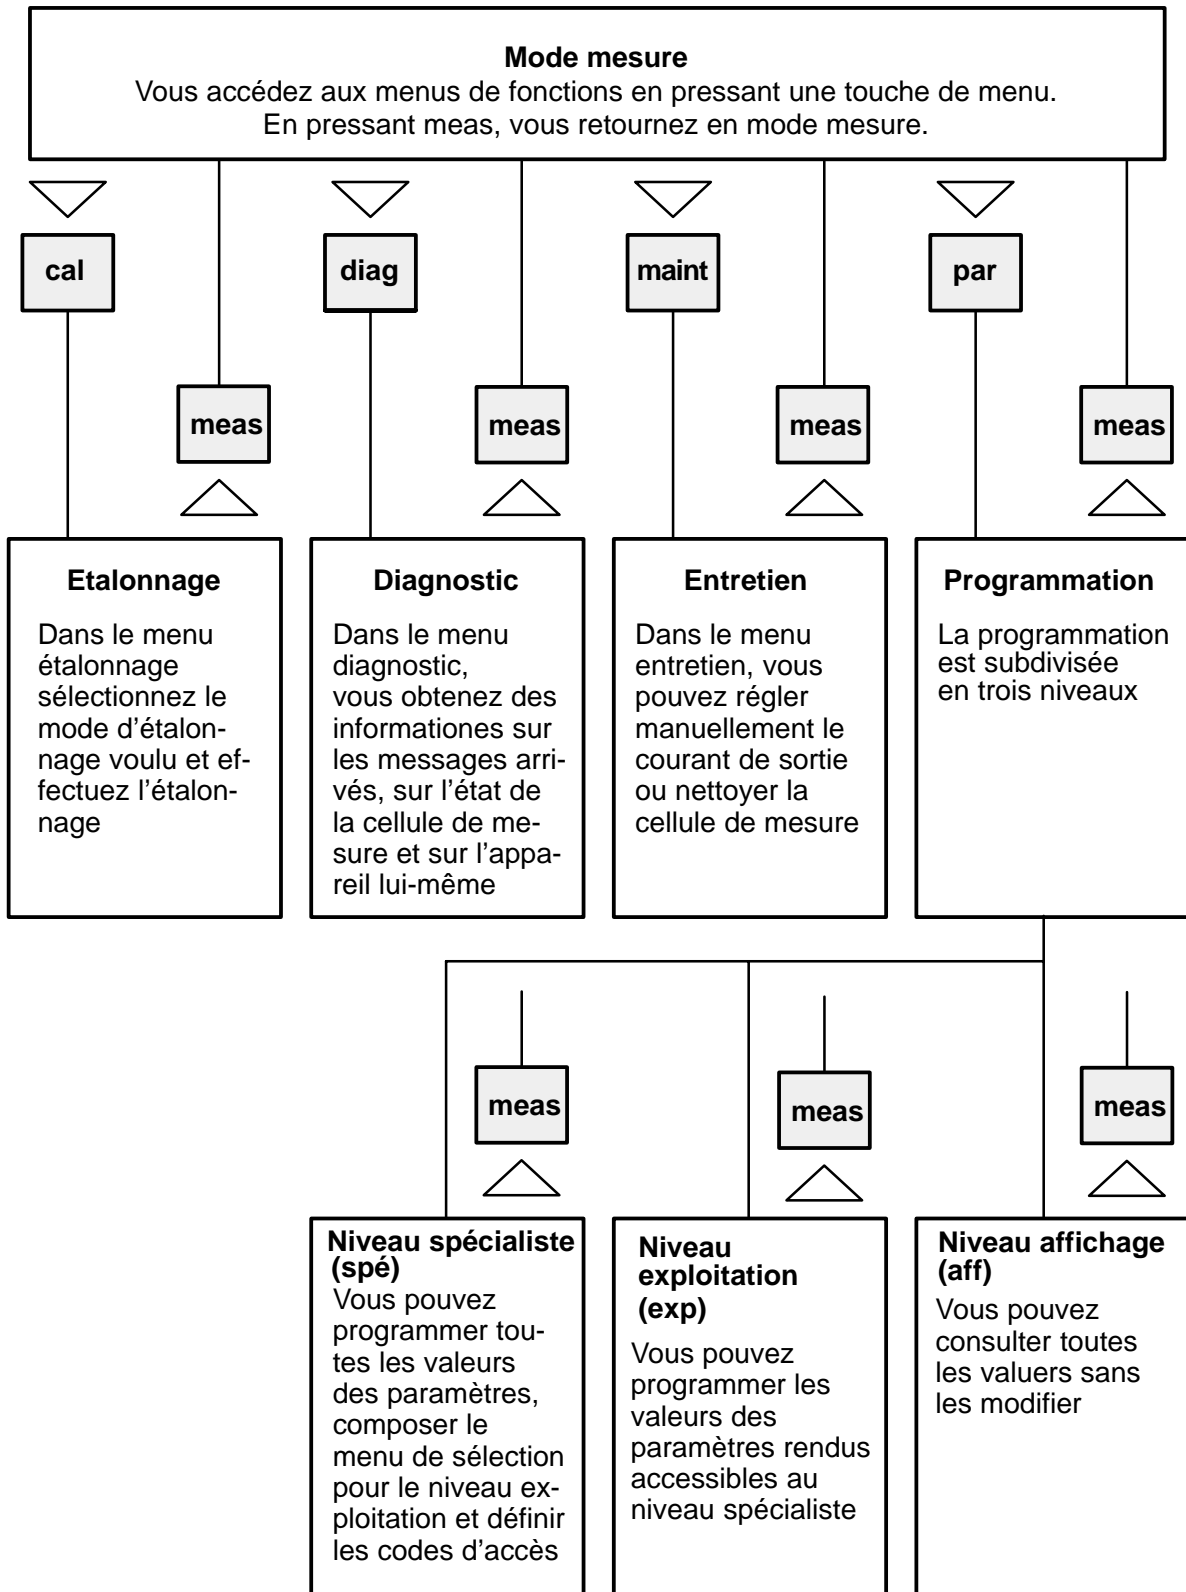 Mode mesure
Vous accédez aux menus de fonctions en pressant une touche de menu.
En pressant meas, vous retournez en mode mesure.
cal
diag
maint
par
meas
meas
meas
meas
Etalonnage
Dans le menu
étalonnage
sélectionnez le
mode d’étalon-
nage voulu et ef-
fectuez l’étalon-
nage
Diagnostic
Dans le menu
diagnostic,
vous obtenez des
informationes sur
les messages arri-
vés, sur l’état de
la cellule de me-
sure et sur l’appa-
reil lui-même
Entretien
Dans le menu
entretien, vous
pouvez régler
manuellement le
courant de sortie
ou nettoyer la
cellule de mesure
Programmation
La programmation
est subdivisée
en trois niveaux
meas
meas
meas
Niveau spécialiste
(spé)
Vous pouvez
programmer tou-
tes les valeurs
des paramètres,
composer le
menu de sélection
pour le niveau ex-
ploitation et définir
les codes d’accès
Niveau
exploitation
(exp)
Vous pouvez
programmer les
valeurs des
paramètres rendus
accessibles au
niveau spécialiste
Niveau affichage
(aff)
Vous pouvez
consulter toutes
les valuers sans
les modifier